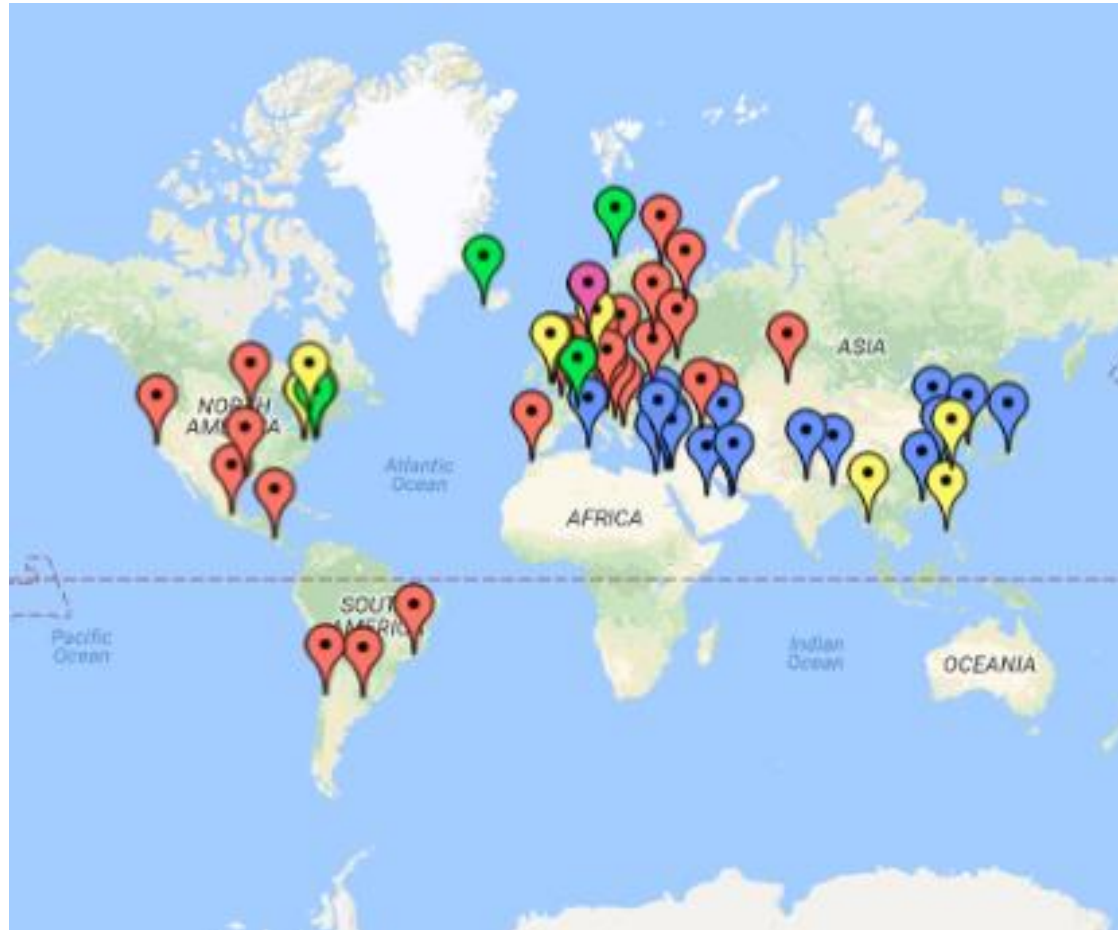 ASIA
NORTH
AMERICA
Atlantic
Ocean
AFRICA
SOUTH
AMERICA
Pacific
Ocean
Indian
Ocean
OCEANIA